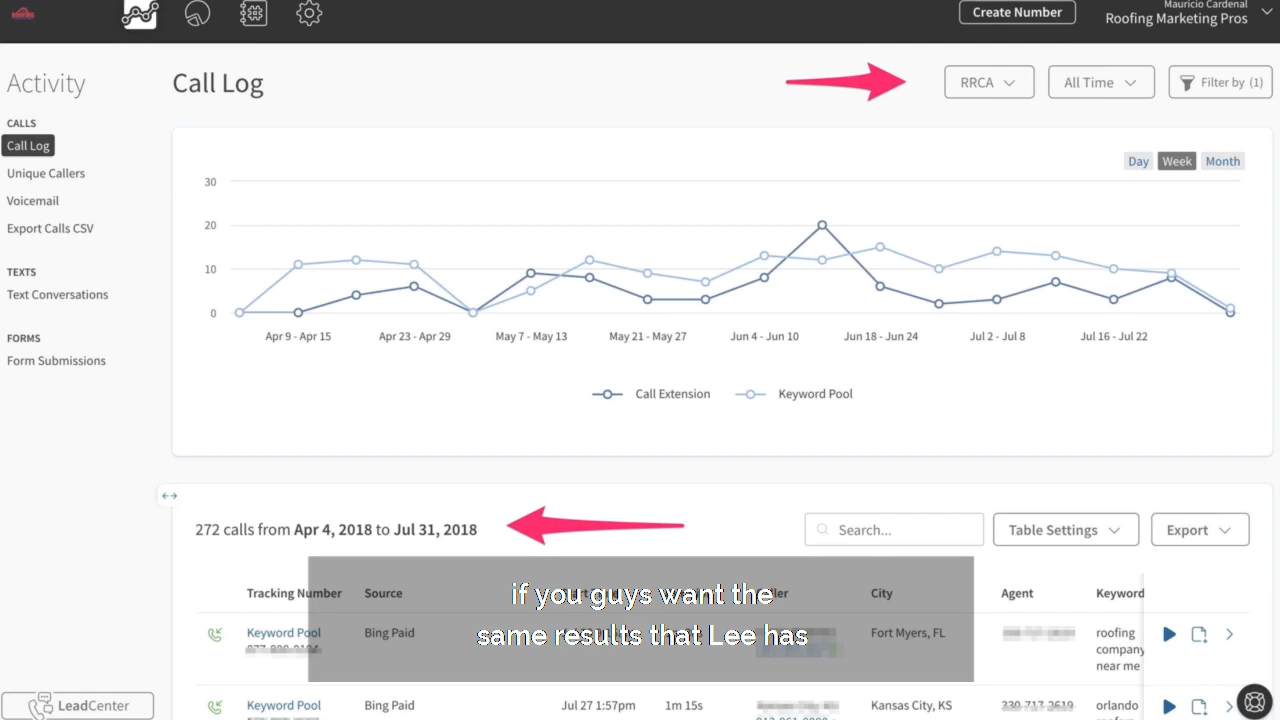 ROOFING
Create Number
Mauricio Cardenal
Roofing Marketing Pros
Activity
Call Log
RRCA
All Time
Filter by (1)
CALLS
Call Log
Unique Callers
Voicemail
Export Calls CSV
TEXTS
Text Conversations
FORMS
Form Submissions
Day Week Month
30
20
10
0
Apr 9 - Apr 15 Apr 23 - Apr 29 May 7 - May 13 May 21 - May 27 Jun 4 - Jun 10 Jun 18 - Jun 24 Jul 2 - Jul 8 Jul 16 - Jul 22
Call Extension Keyword Pool
272 calls from Apr 4, 2018 to Jul 31, 2018
Search...
Table Settings
Export
Tracking Number Source City Agent Keyword
if you guys want the
same results that Lee has
Keyword Pool Bing Paid Fort Myers, FL roofing
company
near me
Keyword Pool Bing Paid Jul 27 1:57pm 1m 15s Kansas City, KS orlando
LeadCenter